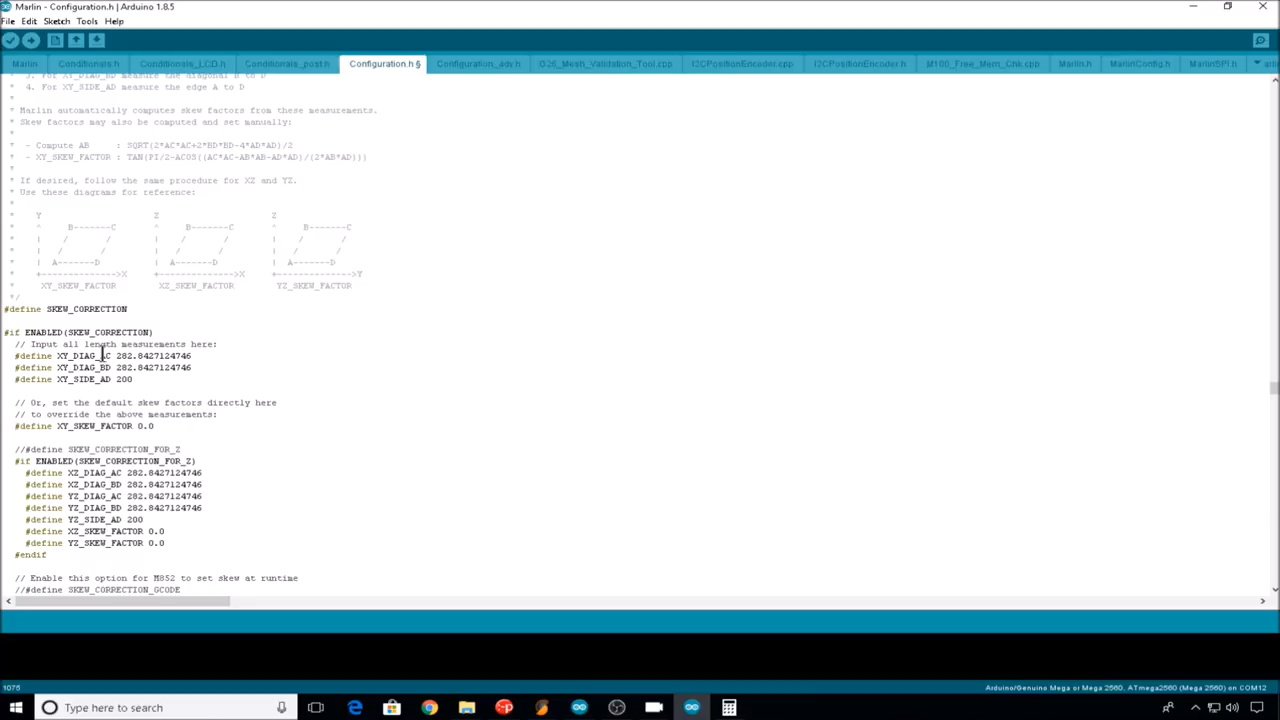 Marlin - Configuration.h | Arduino 1.8.5
File Edit Sketch Tools Help
Marlin Conditionals.h Conditionals_LCD.h Conditionals_post.h Configuration.h § Configuration_adv.h G26_Mesh_Validation_Tool.cpp I2CPositionEncoder.cpp I2CPositionEncoder.h M100_Free_Mem_Chk.cpp Marlin.h MarlinConfig.h MarlinSPI.h
* 3. For XY_DIAG_BD measure the diagonal B to D
* 4. For XY_SIDE_AD measure the edge A to D
*
* Marlin automatically computes skew factors from these measurements.
* Skew factors may also be computed and set manually:
*
* - Compute AB : SQRT(2*AC*AC+2*BD*BD-4*AD*AD)/2
* - XY_SKEW_FACTOR : TAN(PI/2-ACOS((AC*AC-AB*AB-AD*AD)/(2*AB*AD)))
*
* If desired, follow the same procedure for XZ and YZ.
* Use these diagrams for reference:
*
* Y Z Z
* ^ B-------C ^ B-------C ^ B-------C
* | / / | / / | / /
* | / / | / / | / /
* | A-------D | A-------D | A-------D
* +-------------->X +-------------->X +-------------->Y
* XY_SKEW_FACTOR XZ_SKEW_FACTOR YZ_SKEW_FACTOR
*/
#define SKEW_CORRECTION
#if ENABLED(SKEW_CORRECTION)
// Input all length measurements here:
#define XY_DIAG_AC 282.8427124746
#define XY_DIAG_BD 282.8427124746
#define XY_SIDE_AD 200
// Or, set the default skew factors directly here
// to override the above measurements:
#define XY_SKEW_FACTOR 0.0
//#define SKEW_CORRECTION_FOR_Z
#if ENABLED(SKEW_CORRECTION_FOR_Z)
#define XZ_DIAG_AC 282.8427124746
#define XZ_DIAG_BD 282.8427124746
#define YZ_DIAG_AC 282.8427124746
#define YZ_DIAG_BD 282.8427124746
#define YZ_SIDE_AD 200
#define XZ_SKEW_FACTOR 0.0
#define YZ_SKEW_FACTOR 0.0
#endif
// Enable this option for M852 to set skew at runtime
//#define SKEW_CORRECTION_GCODE
1075 Arduino/Genuino Mega or Mega 2560, ATmega2560 (Mega 2560) on COM12
Type here to search